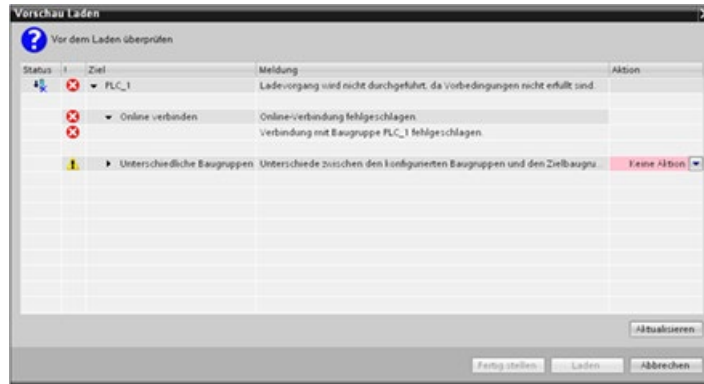 Vorschau Laden
Vor dem Laden überprüfen
Status ! Ziel Meldung Aktion
PLC_1 Ladevorgang wird nicht durchgeführt, da Vorbedingungen nicht erfüllt sind.
Online verbinden Online-Verbindung fehlgeschlagen.
Verbindung mit Baugruppe PLC_1 fehlgeschlagen.
Unterschiedliche Baugruppen Unterschiede zwischen den konfigurierten Baugruppen und den Zielbaugru... Keine Aktion
Aktualisieren
Fertig stellen Laden Abbrechen